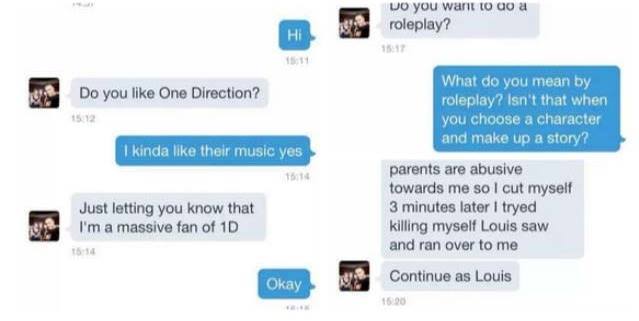 Hi
15:11
Do you like One Direction?
15:12
I kinda like their music yes
15:14
Just letting you know that
I'm a massive fan of 1D
15:14
Okay
Do you want to do a
roleplay?
15:17
What do you mean by
roleplay? Isn't that when
you choose a character
and make up a story?
parents are abusive
towards me so I cut myself
3 minutes later I tryed
killing myself Louis saw
and ran over to me
Continue as Louis
15:20